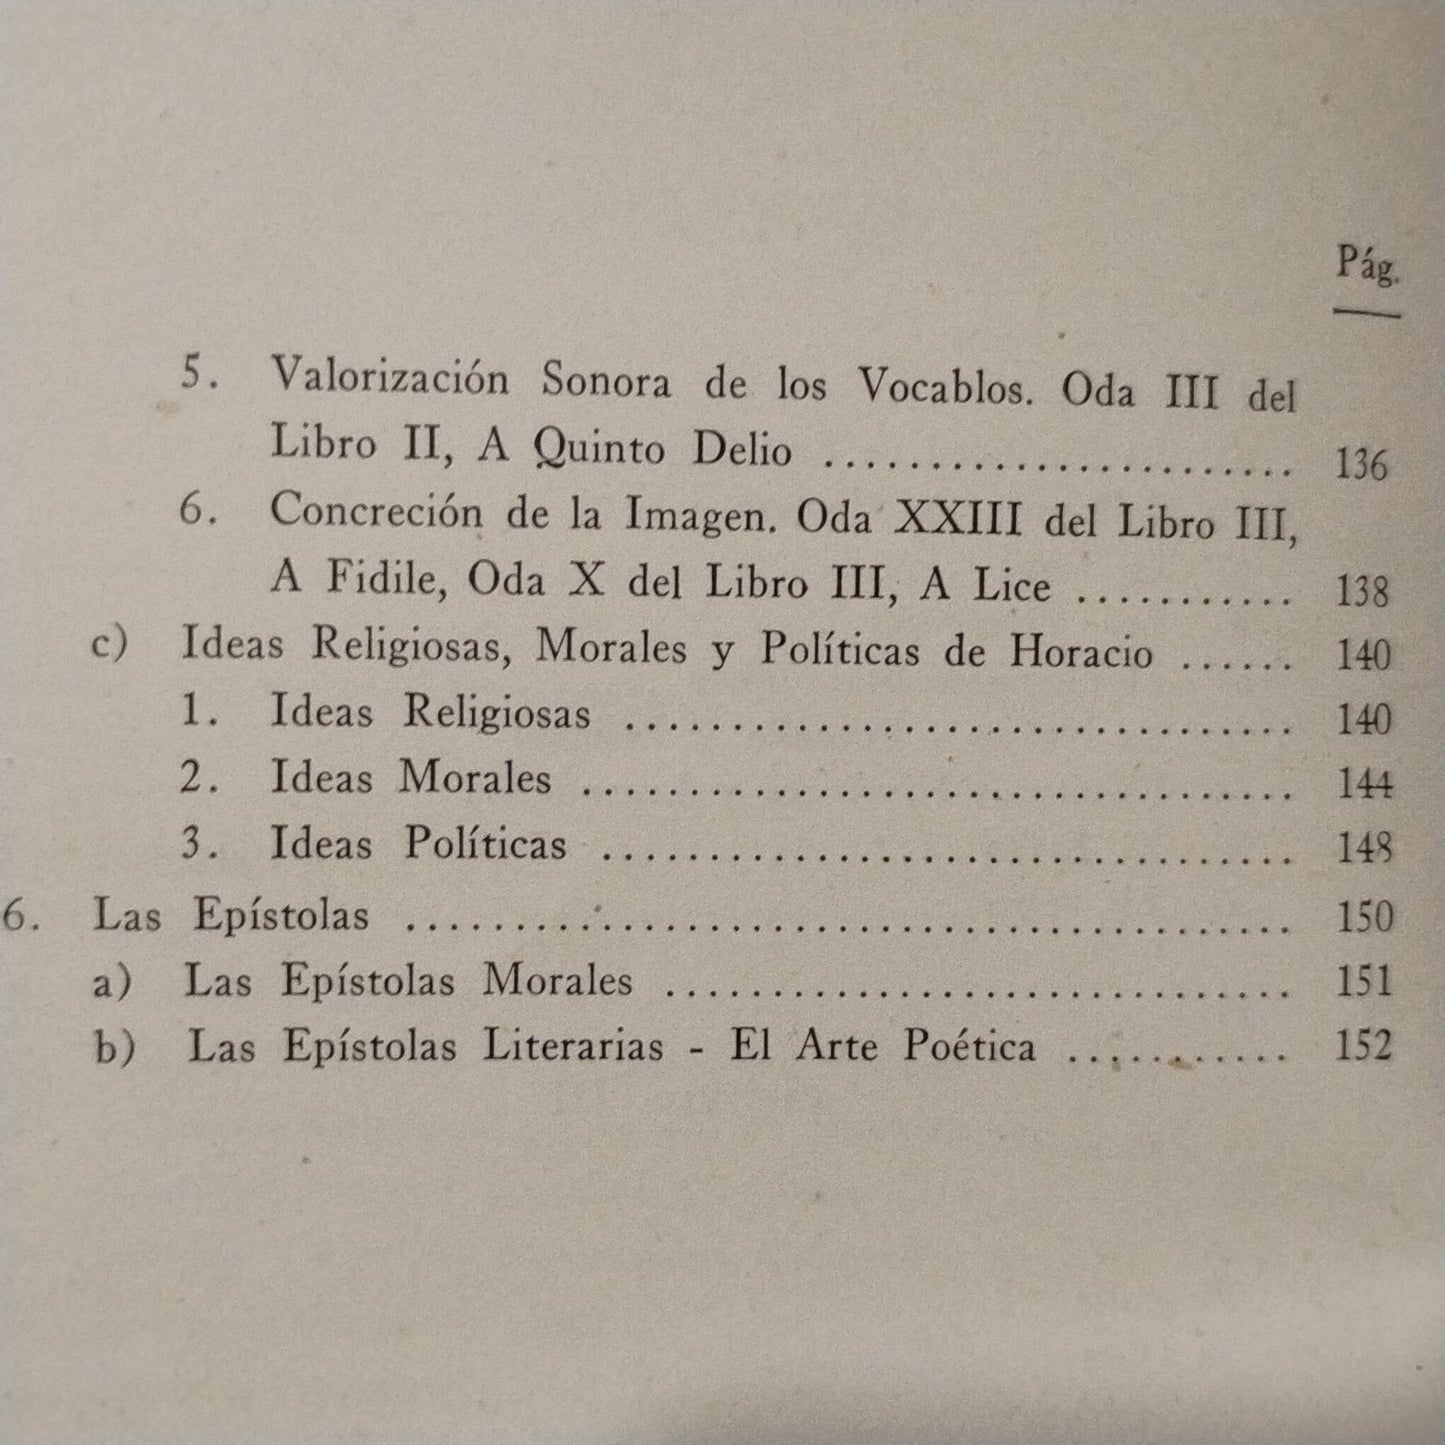 Pág.
5. Valorización Sonora de los Vocablos. Oda III del
Libro II, A Quinto Delio ...................... 136
6. Concreción de la Imagen. Oda XXIII del Libro III,
A Fidile, Oda X del Libro III, A Lice ........... 138
c) Ideas Religiosas, Morales y Políticas de Horacio ...... 140
1. Ideas Religiosas ................................ 140
2. Ideas Morales .................................. 144
3. Ideas Políticas ................................. 148
6. Las Epístolas .......................................... 150
a) Las Epístolas Morales .............................. 151
b) Las Epístolas Literarias - El Arte Poética ........... 152